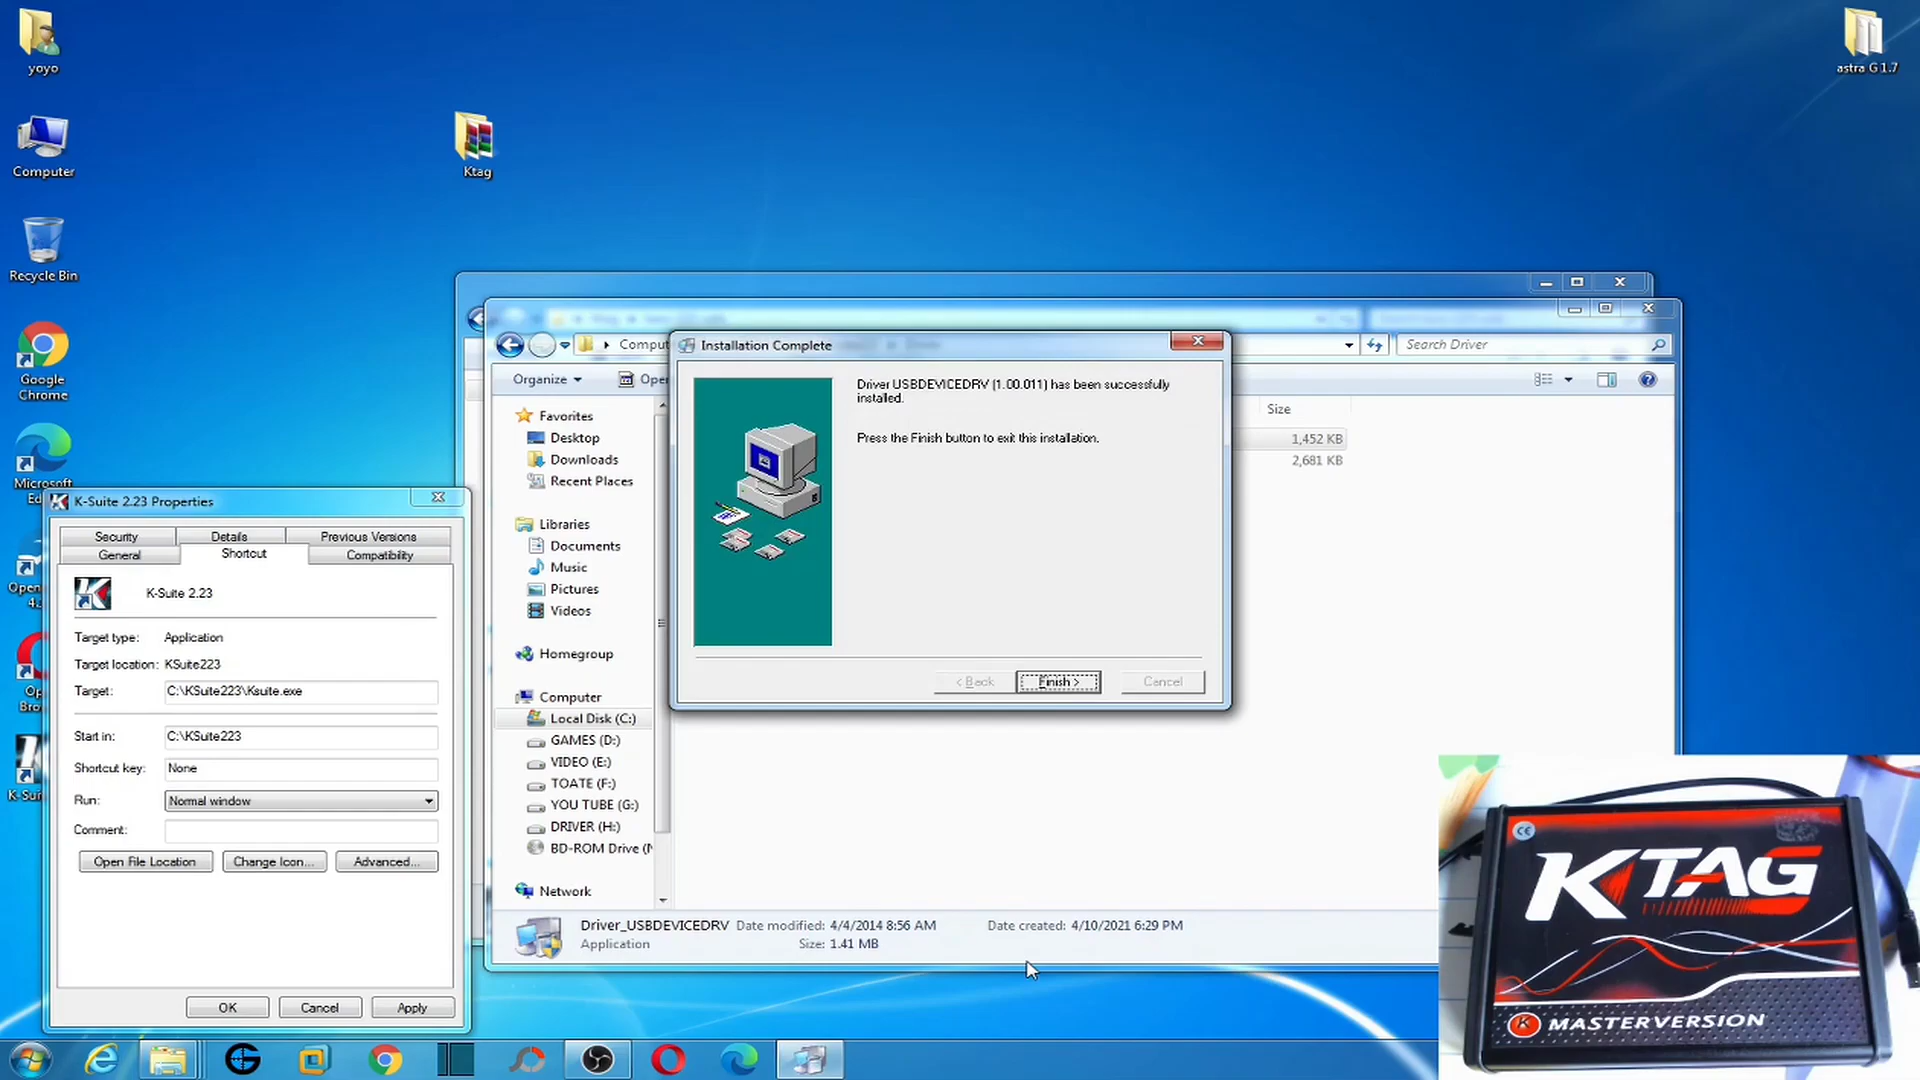 yoyo
Computer
Recycle Bin
Google
Chrome
Microsoft
Ktag
astra G 1.7
Search Driver
Organize
Favorites
Desktop
Downloads
Recent Places
Libraries
Documents
Music
Pictures
Videos
Homegroup
Computer
Local Disk (C:)
GAMES (D:)
VIDEO (E:)
TOATE (F:)
YOU TUBE (G:)
DRIVER (H:)
BD-ROM Drive
Network
Size
1,452 KB
2,681 KB
Driver_USBDEVICEDRV Date modified: 4/4/2014 8:56 AM Date created: 4/10/2021 6:29 PM
Application Size: 1.41 MB
Installation Complete
Driver USBDEVICEDRV (1.00.011) has been successfully
installed.
Press the Finish button to exit this installation.
< Back Finish > Cancel
K-Suite 2.23 Properties
Security Details Previous Versions
General Shortcut Compatibility
K-Suite 2.23
Target type: Application
Target location: KSuite223
Target: C:\KSuite223\Ksuite.exe
Start in: C:\KSuite223
Shortcut key: None
Run: Normal window
Comment:
Open File Location Change Icon... Advanced...
OK Cancel Apply
CE
KTAG
K MASTERVERSION